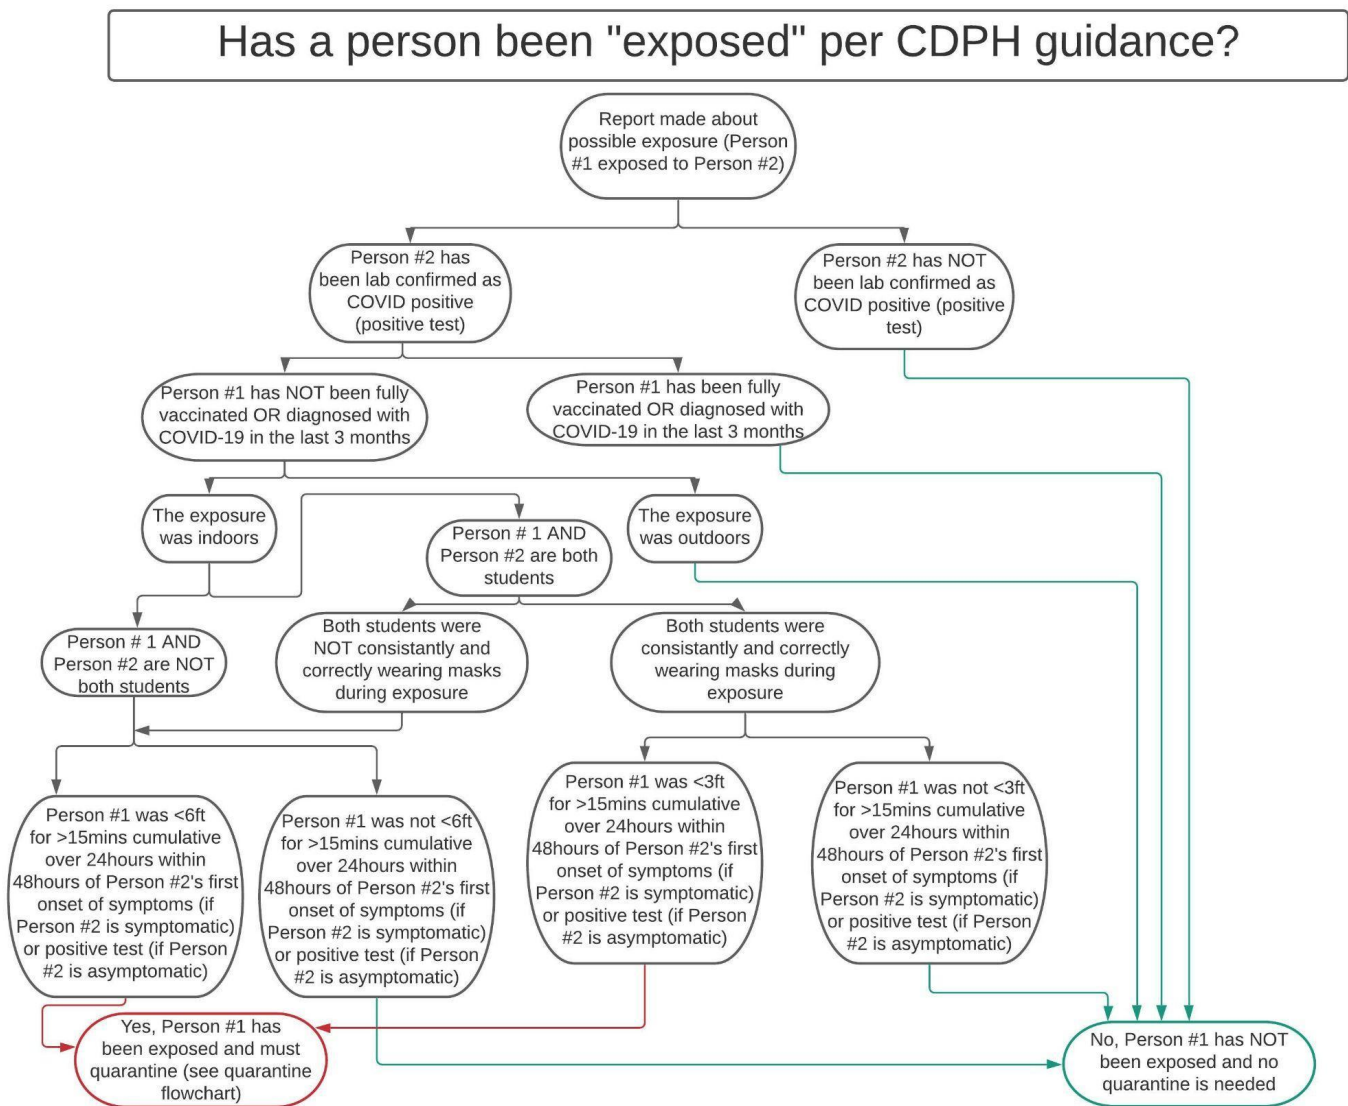 Has a person been "exposed" per CDPH guidance?
Report made about
possible exposure (Person
#1 exposed to Person #2)
Person #2 has
been lab confirmed as
COVID positive
(positive test)
Person #2 has NOT
been lab confirmed as
COVID positive (positive
test)
Person #1 has NOT been fully
vaccinated OR diagnosed with
COVID-19 in the last 3 months
Person #1 has been fully
vaccinated OR diagnosed with
COVID-19 in the last 3 months
The exposure
was indoors
Person # 1 AND
Person #2 are both
students
The exposure
was outdoors
Person # 1 AND
Person #2 are NOT
both students
Both students were
NOT consistantly and
correctly wearing masks
during exposure
Both students were
consistantly and correctly
wearing masks during
exposure
Person #1 was <6ft
for >15mins cumulative
over 24hours within
48hours of Person #2's first
onset of symptoms (if
Person #2 is symptomatic)
or positive test (if Person
#2 is asymptomatic)
Person #1 was not <6ft
for >15mins cumulative
over 24hours within
48hours of Person #2's first
onset of symptoms (if
Person #2 is symptomatic)
or positive test (if Person
#2 is asymptomatic)
Person #1 was <3ft
for >15mins cumulative
over 24hours within
48hours of Person #2's first
onset of symptoms (if
Person #2 is symptomatic)
or positive test (if Person
#2 is asymptomatic)
Person #1 was not <3ft
for >15mins cumulative
over 24hours within
48hours of Person #2's first
onset of symptoms (if
Person #2 is symptomatic)
or positive test (if Person
#2 is asymptomatic)
Yes, Person #1 has
been exposed and must
quarantine (see quarantine
flowchart)
No, Person #1 has NOT
been exposed and no
quarantine is needed